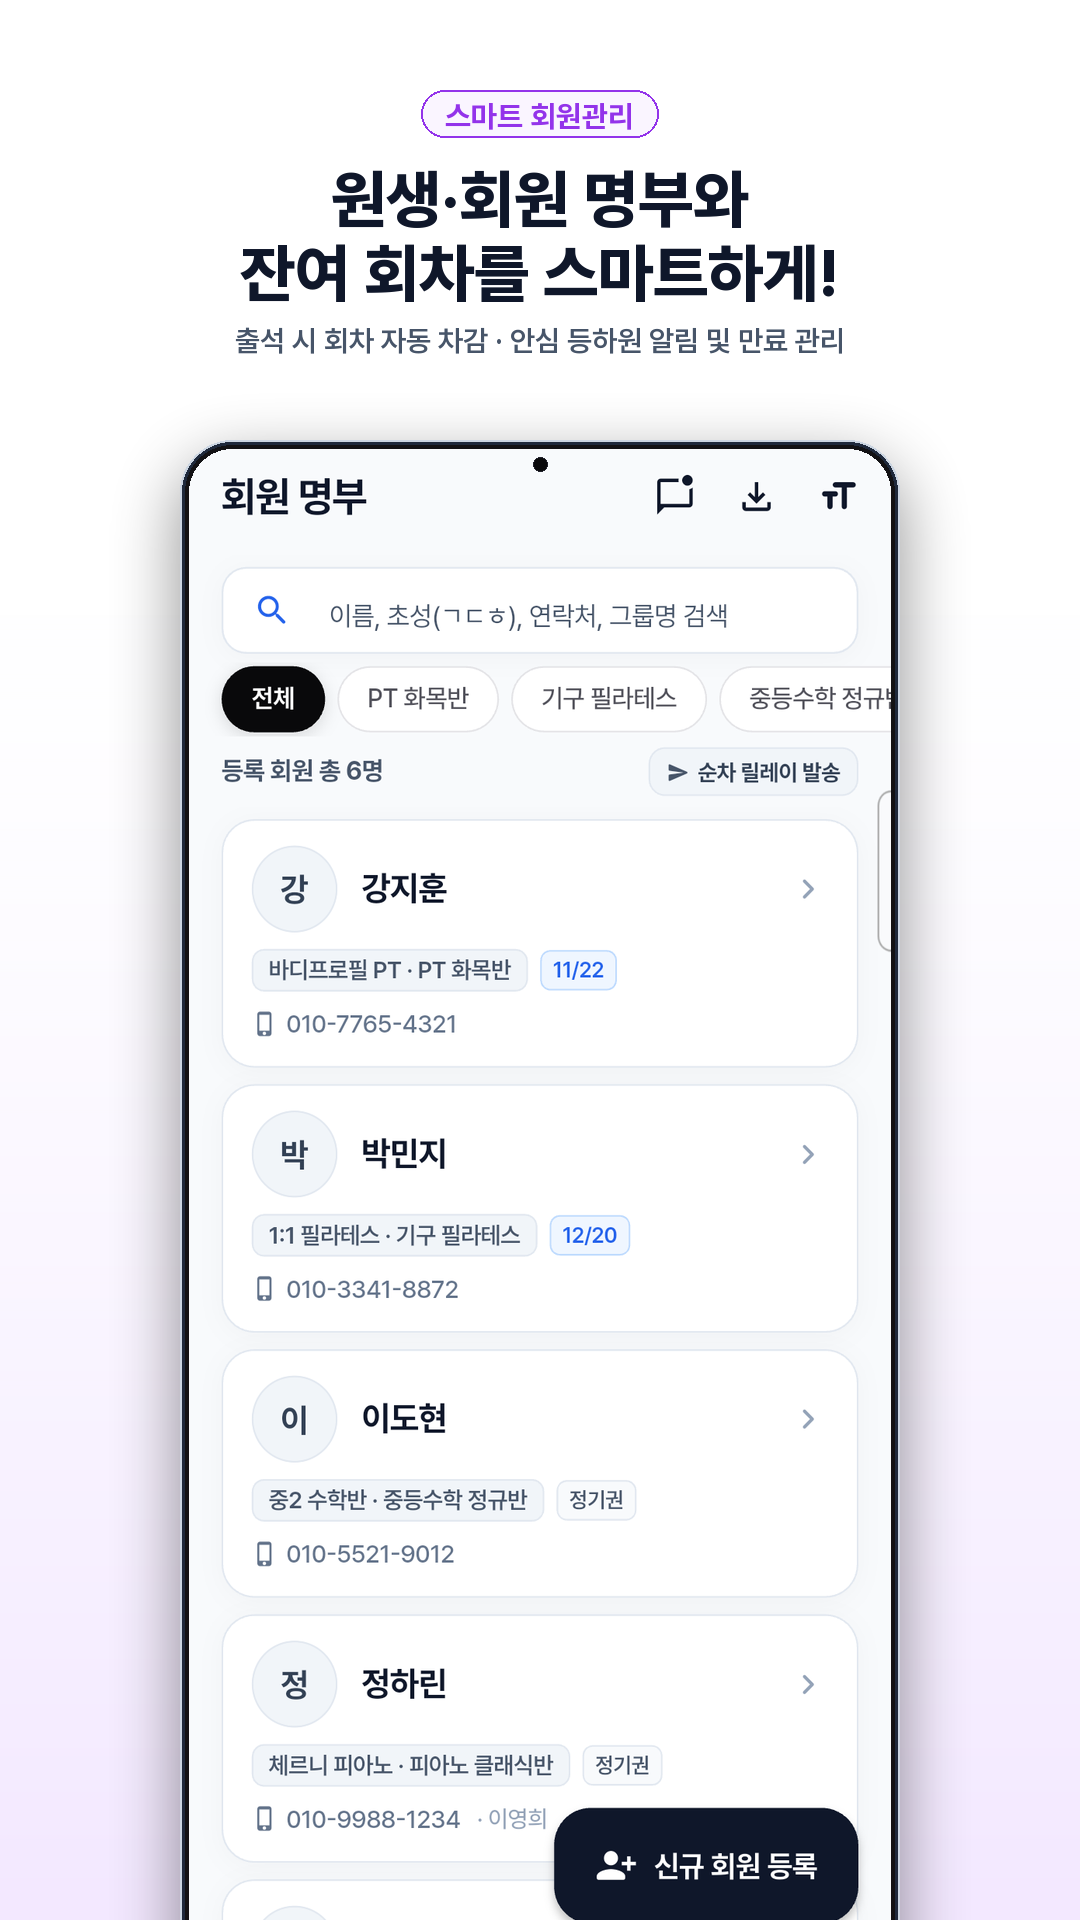 스마트 회원관리
원생·회원 명부와
잔여 회차를 스마트하게!
출석 시 회차 자동 차감 · 안심 등하원 알림 및 만료 관리
회원 명부
이름, 초성(ㄱㄷㅎ), 연락처, 그룹명 검색
전체 PT 화목반 기구 필라테스 중등수학 정규반
등록 회원 총 6명 순차 릴레이 발송
강 강지훈
바디프로필 PT · PT 화목반 11/22
010-7765-4321
박 박민지
1:1 필라테스 · 기구 필라테스 12/20
010-3341-8872
이 이도현
중2 수학반 · 중등수학 정규반 정기권
010-5521-9012
정 정하린
체르니 피아노 · 피아노 클래식반 정기권
010-9988-1234 · 이영희
신규 회원 등록